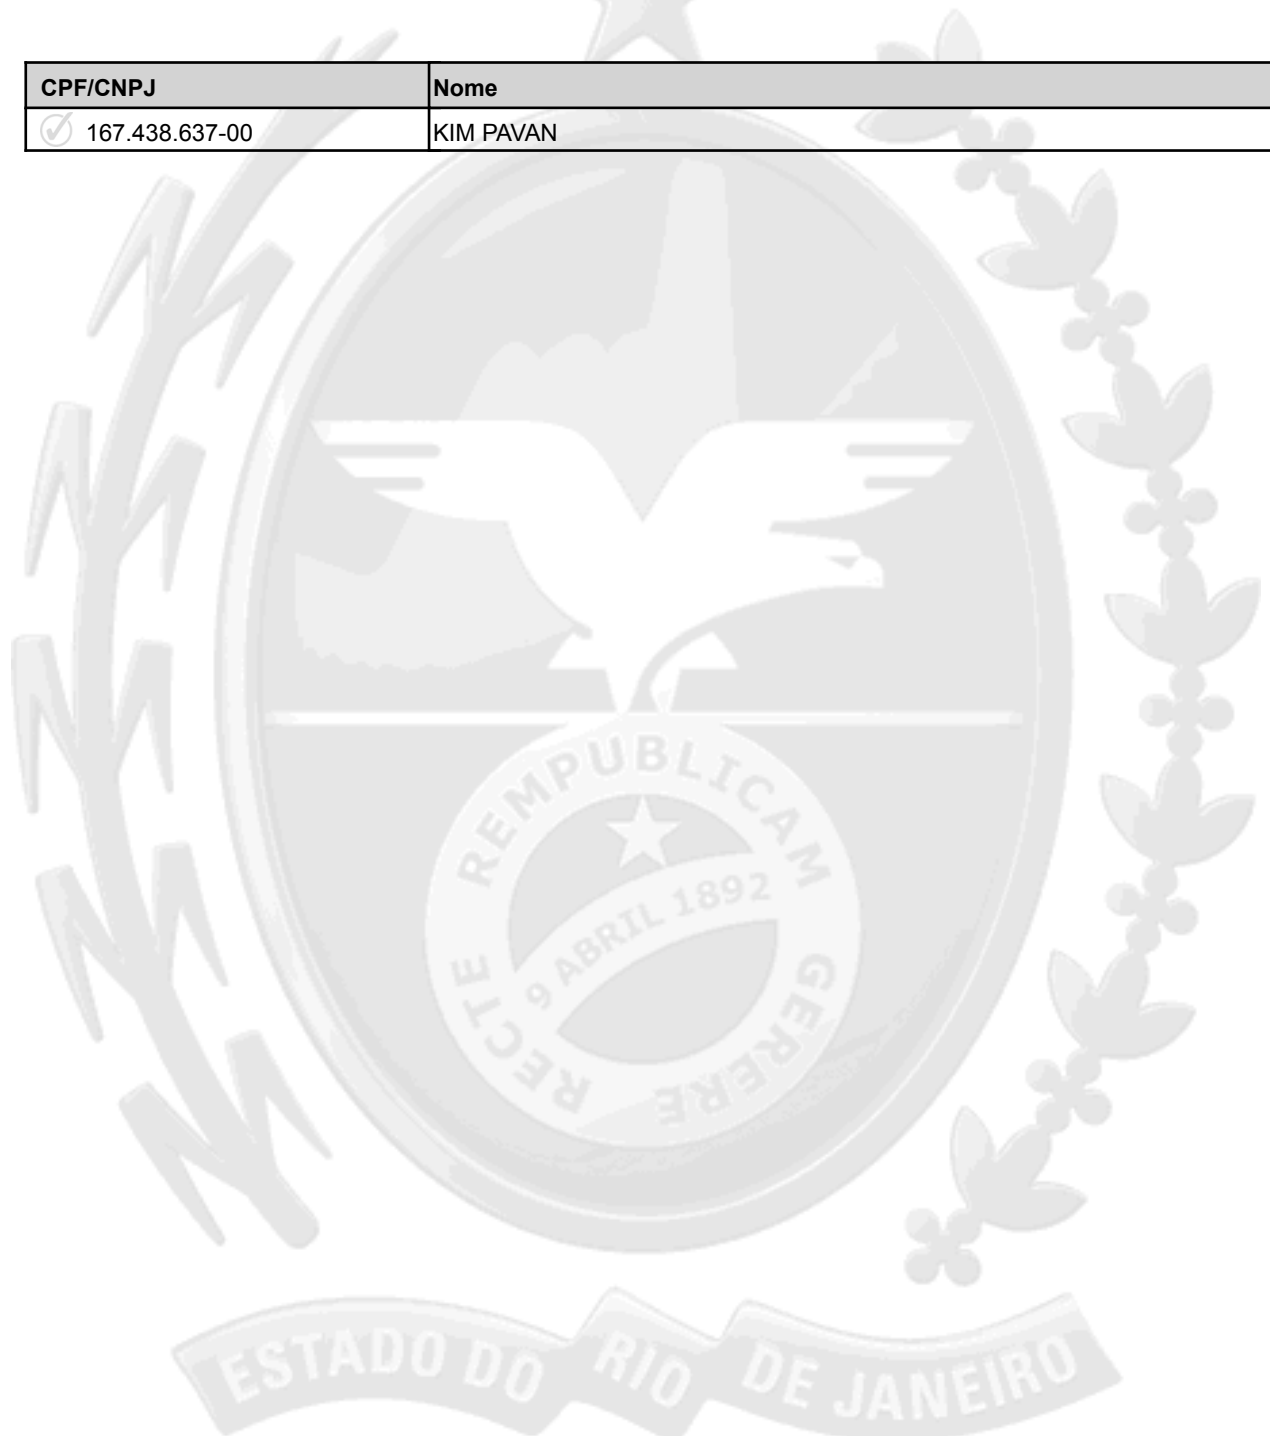 CPF/CNPJ Nome
167.438.637-00 KIM PAVAN
REMPUBLICAM
9 ABRIL 1892
RECTE GERERE
ESTADO DO RIO DE JANEIRO